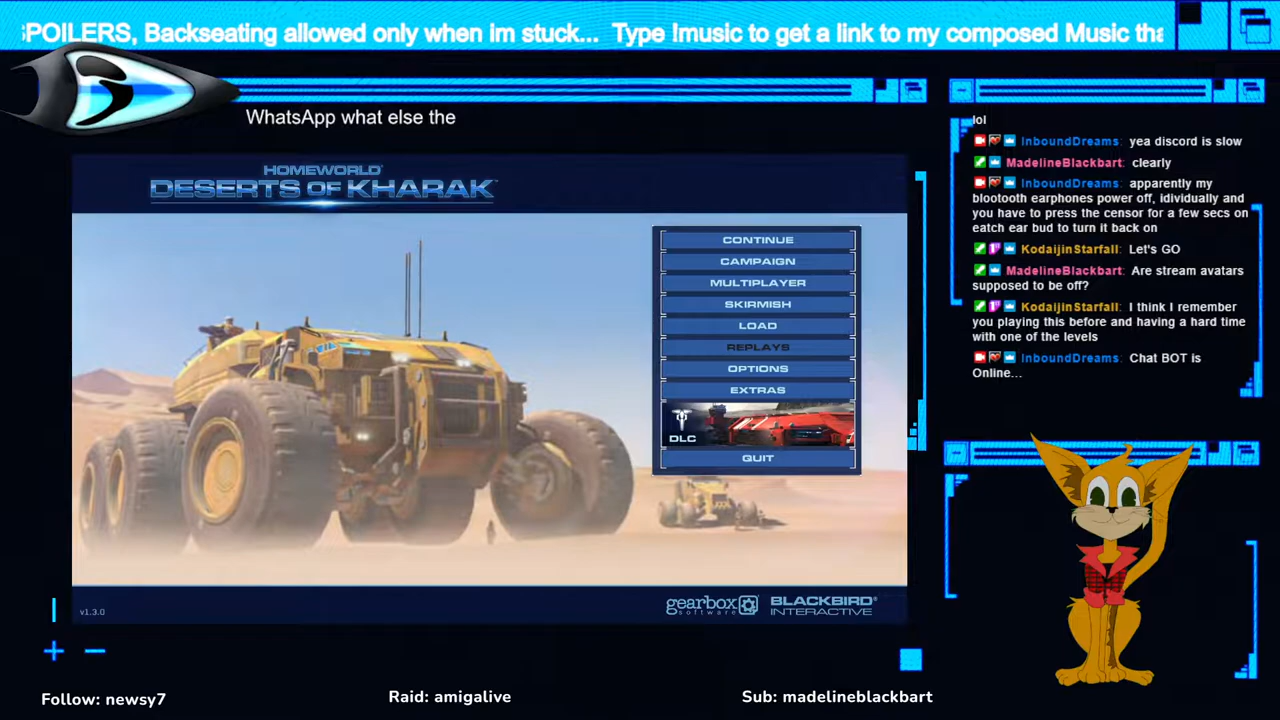 SPOILERS, Backseating allowed only when im stuck...   Type !music to get a link to my composed Music tha
WhatsApp what else the
HOMEWORLD
DESERTS OF KHARAK
CONTINUE
CAMPAIGN
MULTIPLAYER
SKIRMISH
LOAD
REPLAYS
OPTIONS
EXTRAS
DLC
QUIT
v1.3.0
gearbox software
BLACKBIRD INTERACTIVE
lol
InboundDreams: yea discord is slow
MadelineBlackbart: clearly
InboundDreams: apparently my
blootooth earphones power off, idividually and
you have to press the censor for a few secs on
eatch ear bud to turn it back on
KodaijinStarfall: Let's GO
MadelineBlackbart: Are stream avatars
supposed to be off?
KodaijinStarfall: I think I remember
you playing this before and having a hard time
with one of the levels
InboundDreams: Chat BOT is
Online...
Follow: newsy7
Raid: amigalive
Sub: madelineblackbart